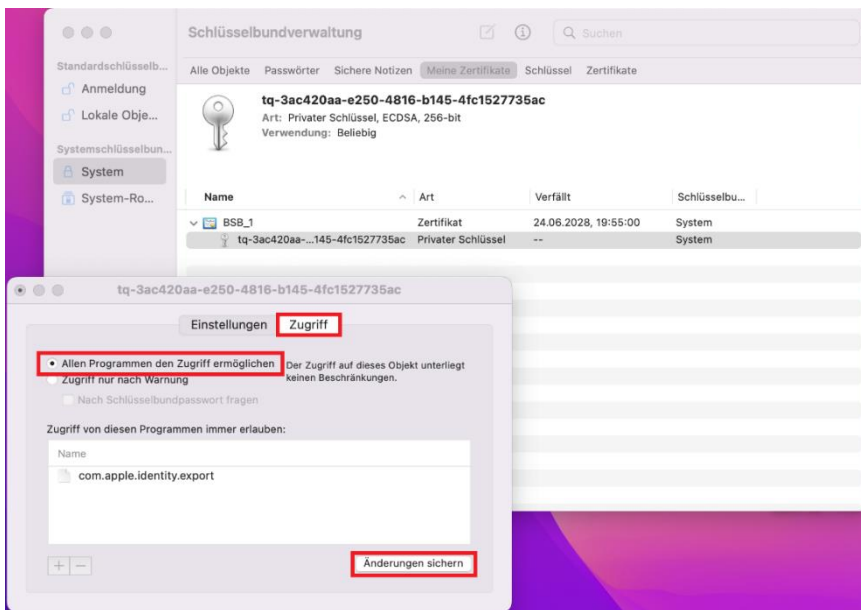 Schlüsselbundverwaltung
Suchen
Standardschlüsselb...
Anmeldung
Lokale Obje...
Systemschlüsselbun...
System
System-Ro...
Alle Objekte Passwörter Sichere Notizen Meine Zertifikate Schlüssel Zertifikate
tq-3ac420aa-e250-4816-b145-4fc1527735ac
Art: Privater Schlüssel, ECDSA, 256-bit
Verwendung: Beliebig
Name Art Verfällt Schlüsselbu...
BSB_1 Zertifikat 24.06.2028, 19:55:00 System
tq-3ac420aa-...145-4fc1527735ac Privater Schlüssel -- System
tq-3ac420aa-e250-4816-b145-4fc1527735ac
Einstellungen Zugriff
Allen Programmen den Zugriff ermöglichen
Zugriff nur nach Warnung
Nach Schlüsselbundpasswort fragen
Der Zugriff auf dieses Objekt unterliegt
keinen Beschränkungen.
Zugriff von diesen Programmen immer erlauben:
Name
com.apple.identity.export
+ −
Änderungen sichern